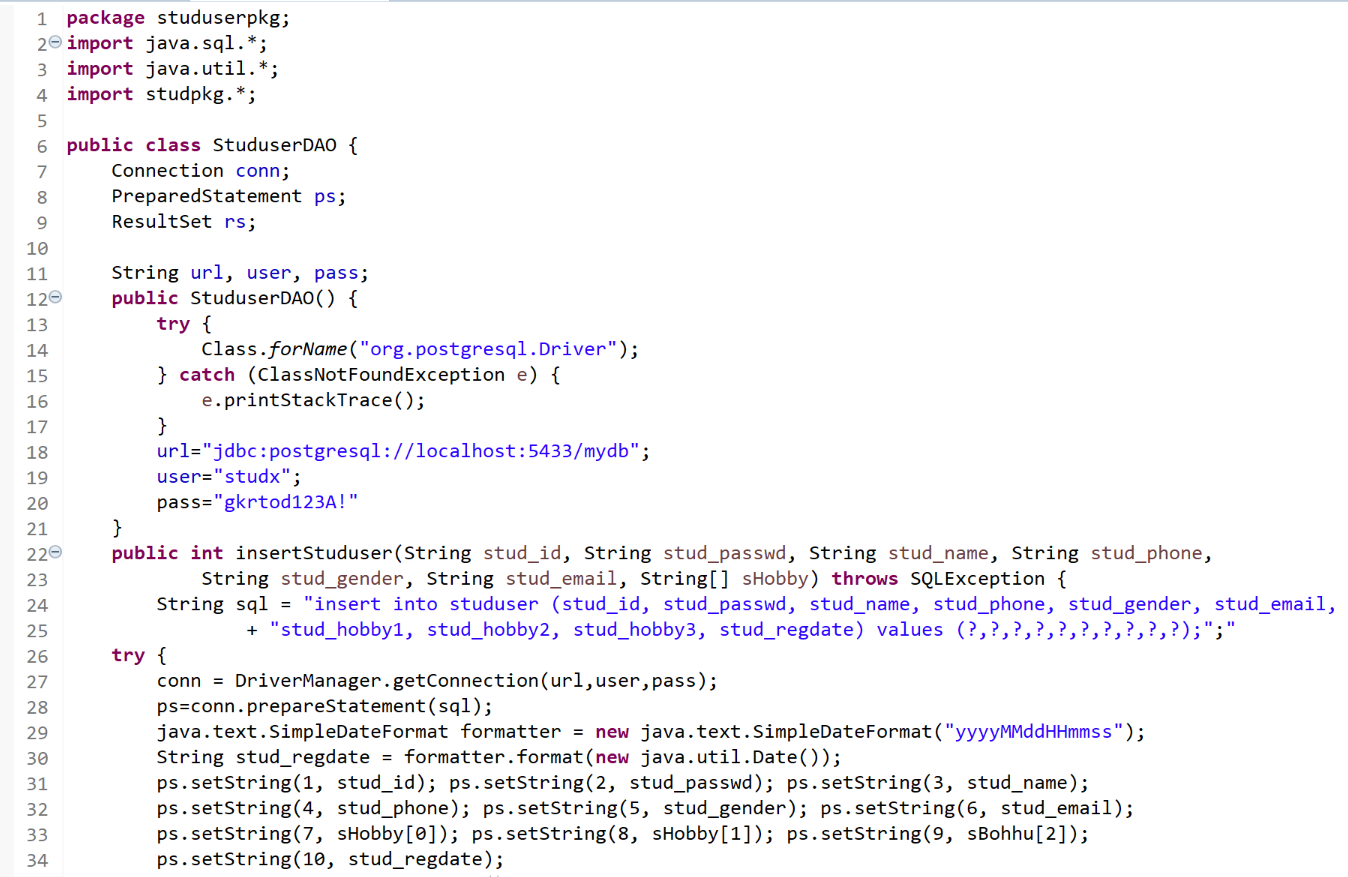 1 package studuserpkg;
2 import java.sql.*;
3 import java.util.*;
4 import studpkg.*;
5
6 public class StuduserDAO {
7     Connection conn;
8     PreparedStatement ps;
9     ResultSet rs;
10
11     String url, user, pass;
12     public StuduserDAO() {
13         try {
14             Class.forName("org.postgresql.Driver");
15         } catch (ClassNotFoundException e) {
16             e.printStackTrace();
17         }
18         url="jdbc:postgresql://localhost:5433/mydb";
19         user="studx";
20         pass="gkrtod123A!"
21     }
22     public int insertStuduser(String stud_id, String stud_passwd, String stud_name, String stud_phone,
23             String stud_gender, String stud_email, String[] sHobby) throws SQLException {
24         String sql = "insert into studuser (stud_id, stud_passwd, stud_name, stud_phone, stud_gender, stud_email,
25                 + "stud_hobby1, stud_hobby2, stud_hobby3, stud_regdate) values (?,?,?,?,?,?,?,?,?,?);";"
26     try {
27         conn = DriverManager.getConnection(url,user,pass);
28         ps=conn.prepareStatement(sql);
29         java.text.SimpleDateFormat formatter = new java.text.SimpleDateFormat("yyyyMMddHHmmss");
30         String stud_regdate = formatter.format(new java.util.Date());
31         ps.setString(1, stud_id); ps.setString(2, stud_passwd); ps.setString(3, stud_name);
32         ps.setString(4, stud_phone); ps.setString(5, stud_gender); ps.setString(6, stud_email);
33         ps.setString(7, sHobby[0]); ps.setString(8, sHobby[1]); ps.setString(9, sBohhu[2]);
34         ps.setString(10, stud_regdate);